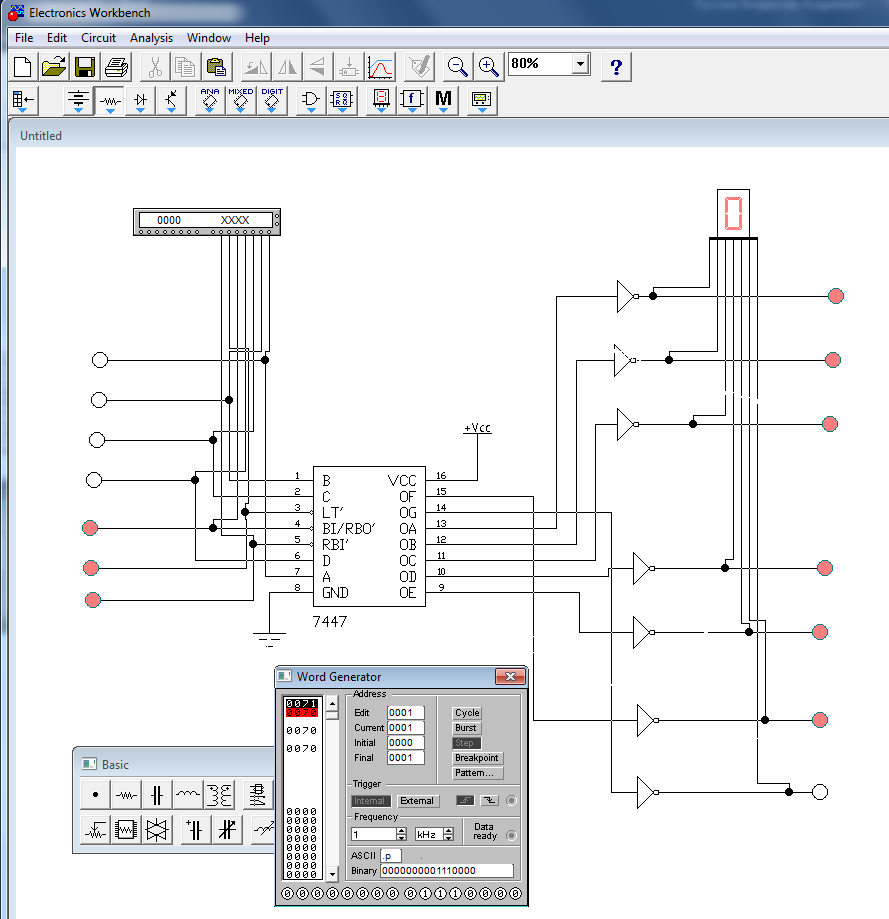 Electronics Workbench
File Edit Circuit Analysis Window Help
80% ?
ANA MIXED DIGIT
f M
Untitled
0000 XXXX
0
+Vcc
1 B VCC 16
2 C OF 15
3 LT' OG 14
4 BI/RBO' OA 13
5 RBI' OB 12
6 D OC 11
7 A OD 10
8 GND OE 9
7447
Word Generator
Address
0071
0070
0070
Edit 0001 Cycle
Current 0001 Burst
Initial 0000 Step
Final 0001 Breakpoint
Pattern...
Trigger
Internal External
Frequency
1 kHz Data ready
ASCII .p .
Binary 0000000001110000
0000
0000
0000
0000
0000
0000
0000
0000
0 0 0 0 0 0 0 0 0 1 1 1 0 0 0 0
Basic